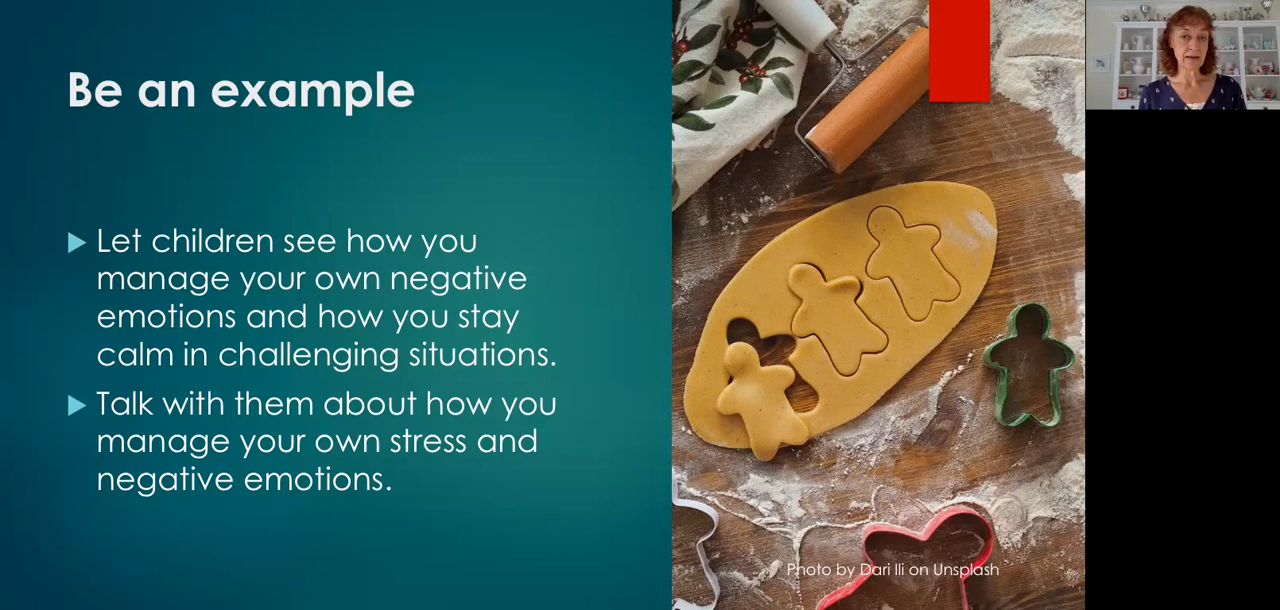 Be an example
Let children see how you
manage your own negative
emotions and how you stay
calm in challenging situations.
Talk with them about how you
manage your own stress and
negative emotions.
Photo by Dari lli on Unsplash